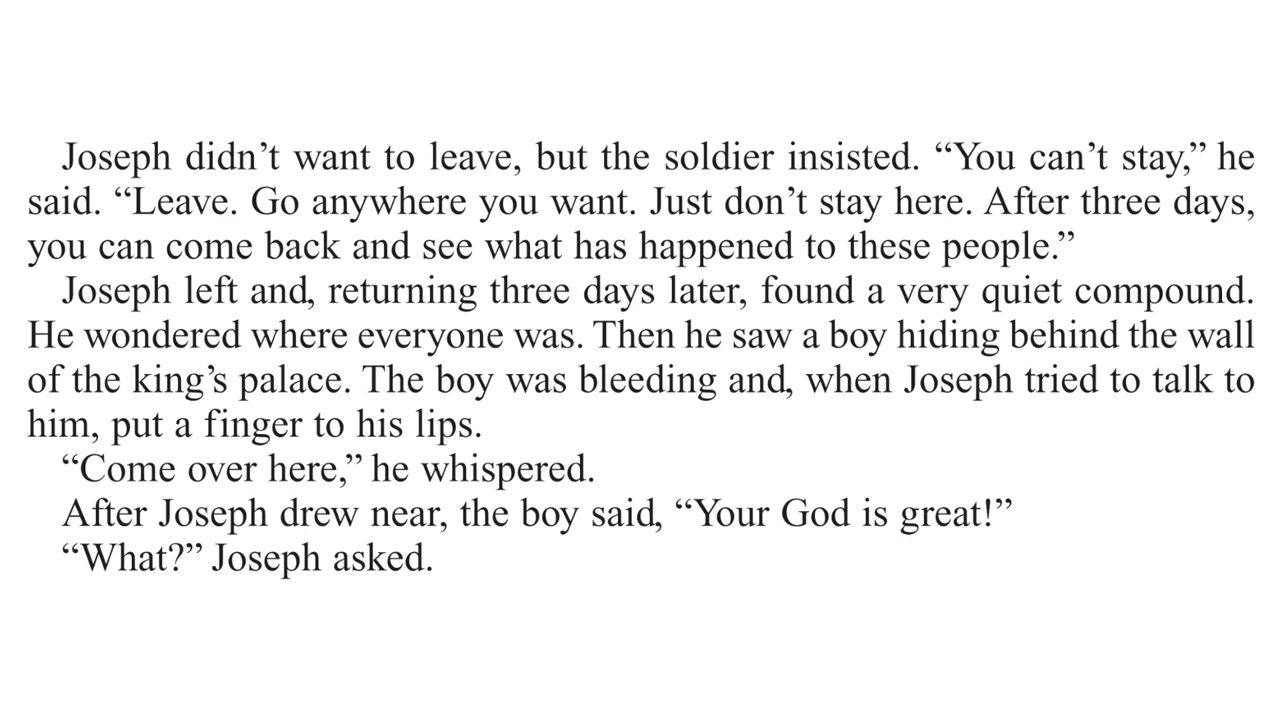 Joseph didn’t want to leave, but the soldier insisted. “You can’t stay,” he
said. “Leave. Go anywhere you want. Just don’t stay here. After three days,
you can come back and see what has happened to these people.”
Joseph left and, returning three days later, found a very quiet compound.
He wondered where everyone was. Then he saw a boy hiding behind the wall
of the king’s palace. The boy was bleeding and, when Joseph tried to talk to
him, put a finger to his lips.
“Come over here,” he whispered.
After Joseph drew near, the boy said, “Your God is great!”
“What?” Joseph asked.